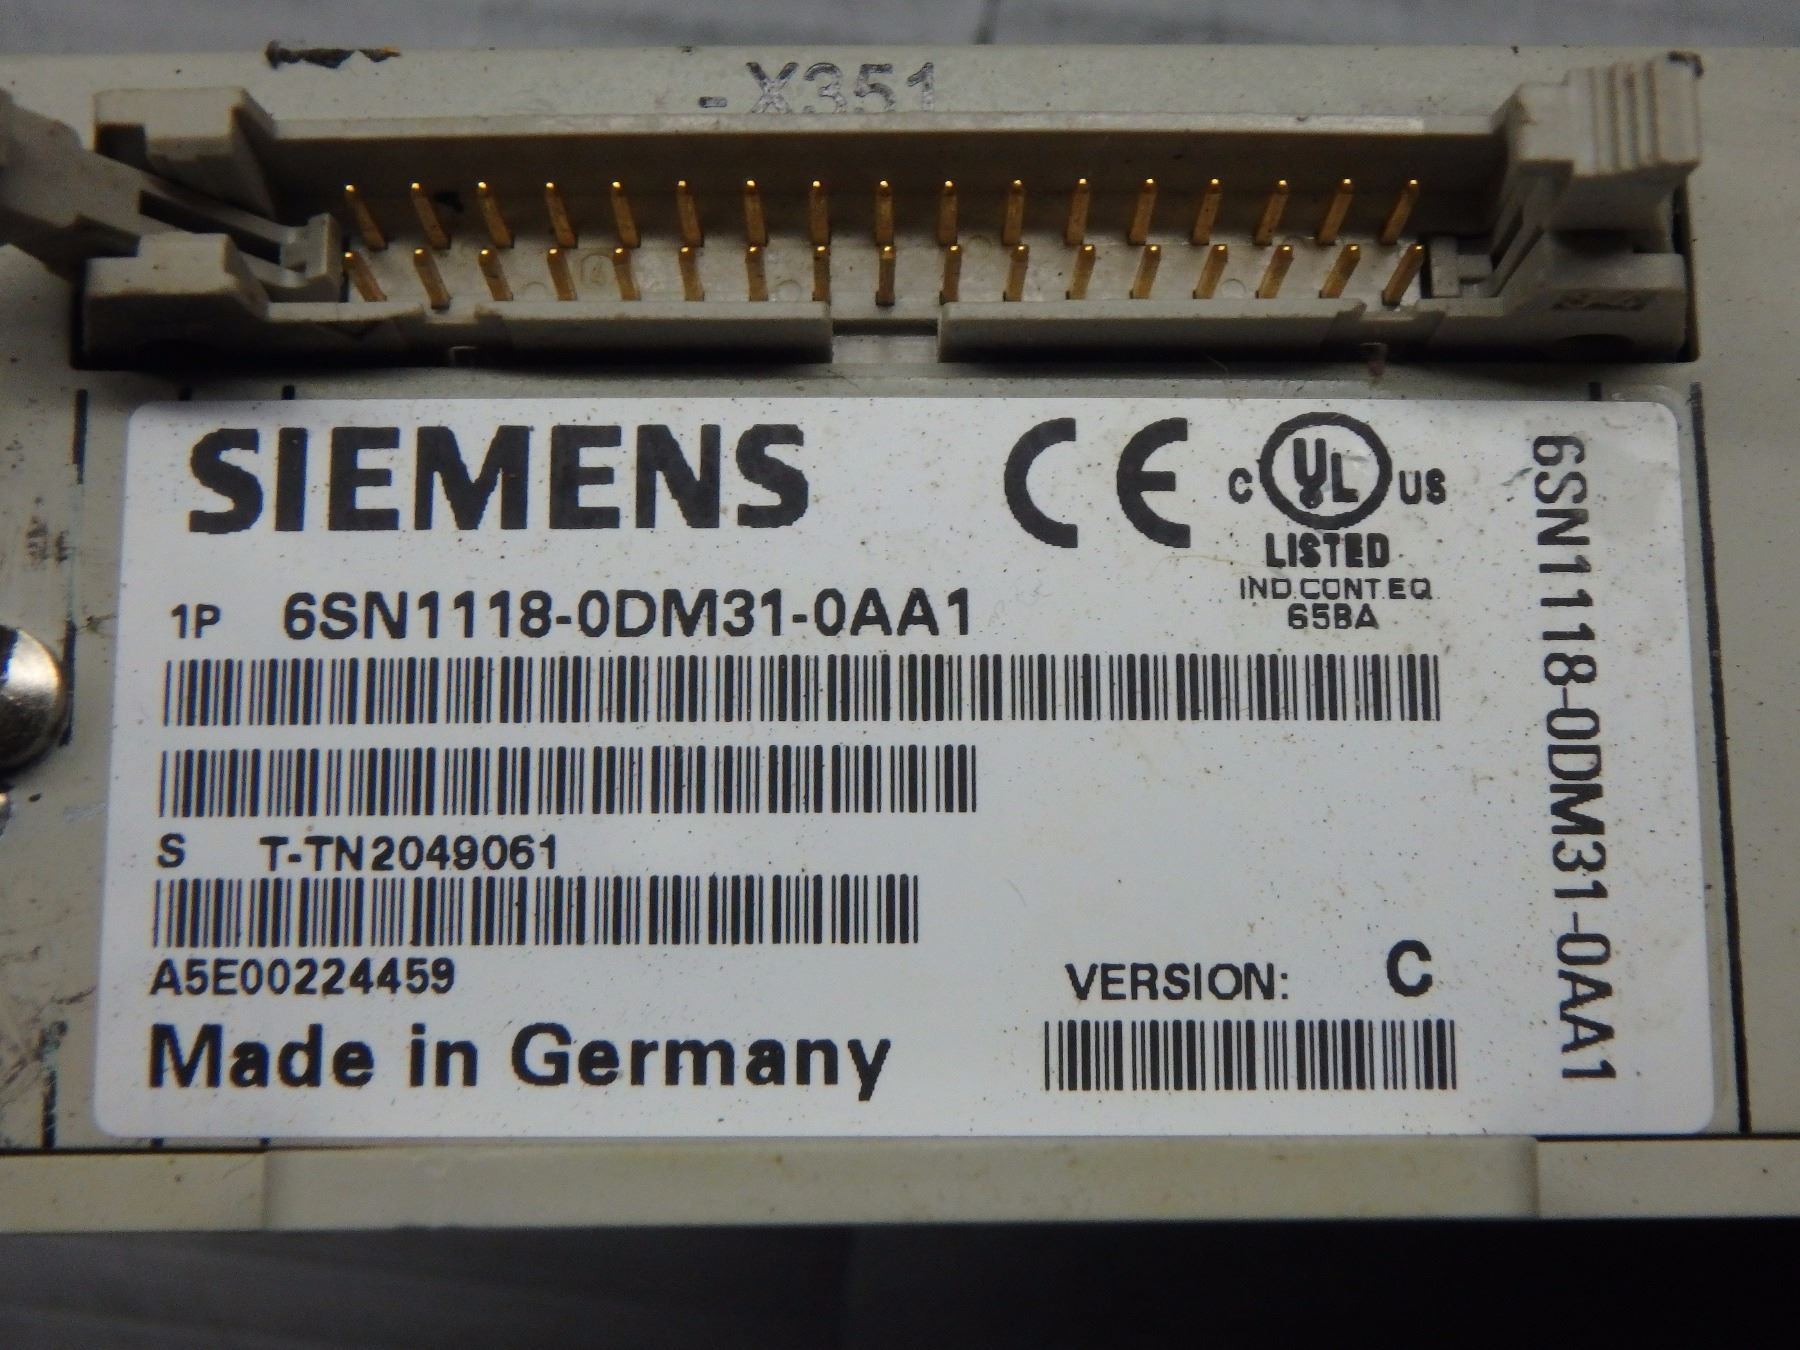 -X351
SIEMENS
CE
C UL US
LISTED
IND.CONT.EQ
65BA
1P 6SN1118-0DM31-0AA1
S T-TN2049061
A5E00224459
VERSION: C
Made in Germany
6SN1118-0DM31-0AA1